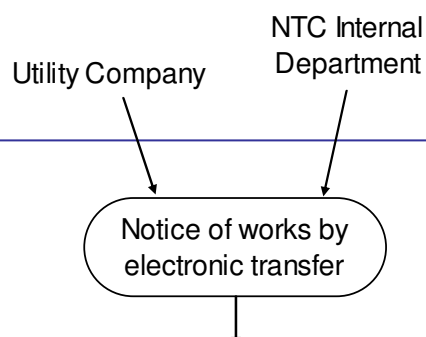 NTC Internal
Department
Utility Company
Notice of works by
electronic transfer